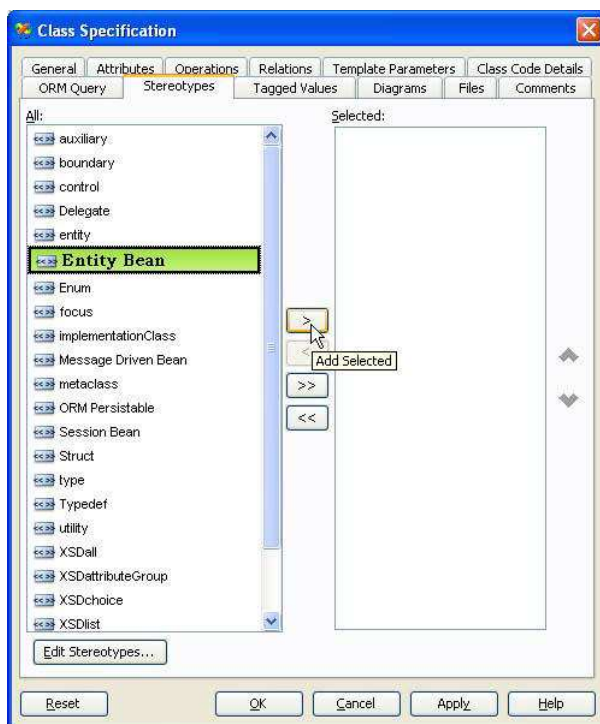 Class Specification
General Attributes Operations Relations Template Parameters Class Code Details
ORM Query Stereotypes Tagged Values Diagrams Files Comments
All: Selected:
<<>> auxiliary
<<>> boundary
<<>> control
<<>> Delegate
<<>> entity
<<>> Entity Bean
<<>> Enum
<<>> focus
<<>> implementationClass
<<>> Message Driven Bean
<<>> metaclass
<<>> ORM Persistable
<<>> Session Bean
<<>> Struct
<<>> type
<<>> Typedef
<<>> utility
<<>> XSDall
<<>> XSDattributeGroup
<<>> XSDchoice
<<>> XSDlist
>
<
Add Selected
>>
<<
Edit Stereotypes...
Reset OK Cancel Apply Help